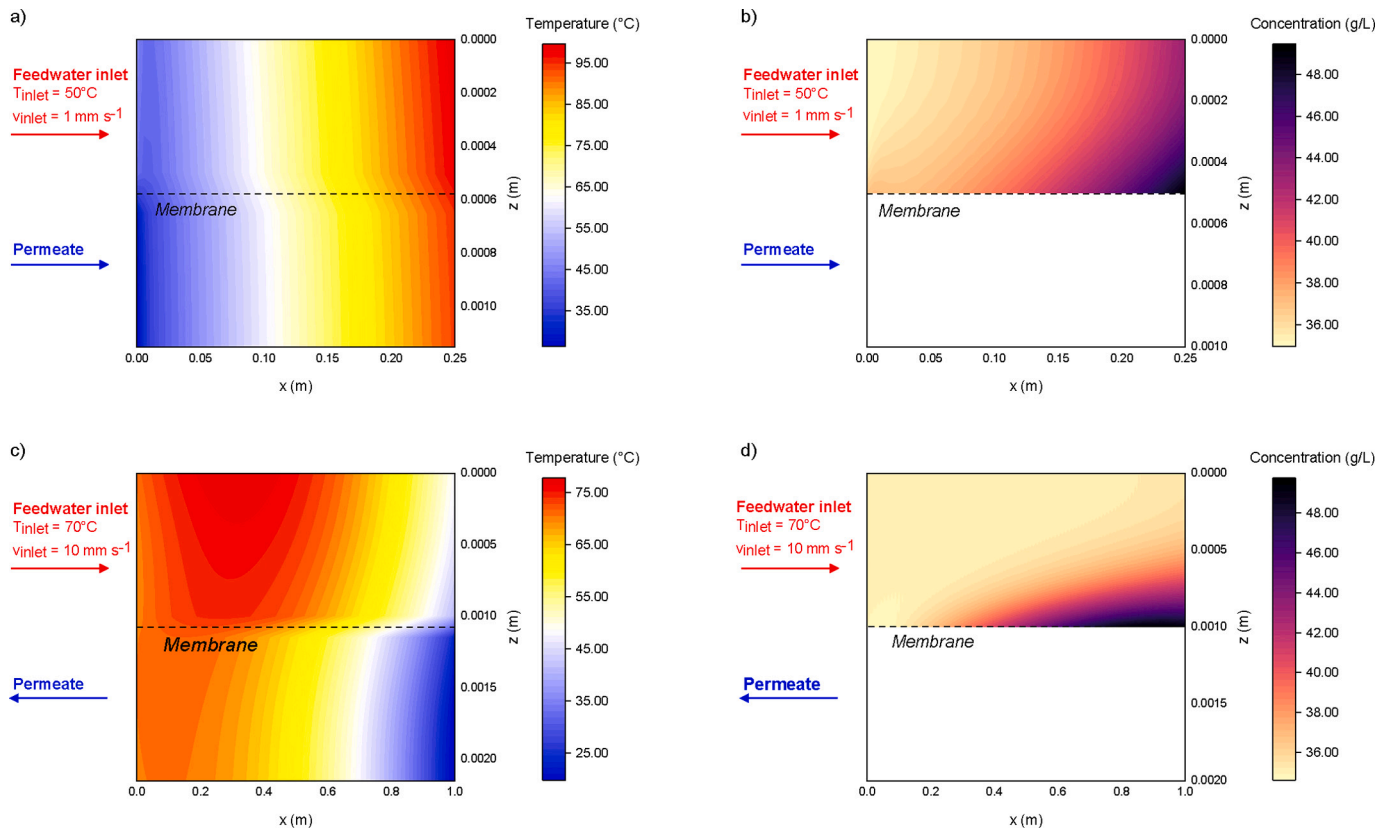 a)
Temperature (°C)
Feedwater inlet
Tinlet = 50°C
vinlet = 1 mm s⁻¹
Membrane
Permeate
0.0000
0.0002
0.0004
0.0006
0.0008
0.0010
z (m)
0.00 0.05 0.10 0.15 0.20 0.25
x (m)
95.00
85.00
75.00
65.00
55.00
45.00
35.00
b)
Concentration (g/L)
Feedwater inlet
Tinlet = 50°C
vinlet = 1 mm s⁻¹
Membrane
Permeate
0.0000
0.0002
0.0004
0.0006
0.0008
0.0010
z (m)
0.00 0.05 0.10 0.15 0.20 0.25
x (m)
48.00
46.00
44.00
42.00
40.00
38.00
36.00
c)
Temperature (°C)
Feedwater inlet
Tinlet = 70°C
vinlet = 10 mm s⁻¹
Membrane
Permeate
0.0000
0.0005
0.0010
0.0015
0.0020
z (m)
0.0 0.2 0.4 0.6 0.8 1.0
x (m)
75.00
65.00
55.00
45.00
35.00
25.00
d)
Concentration (g/L)
Feedwater inlet
Tinlet = 70°C
vinlet = 10 mm s⁻¹
Membrane
Permeate
0.0000
0.0005
0.0010
0.0015
0.0020
z (m)
0.0 0.2 0.4 0.6 0.8 1.0
x (m)
48.00
46.00
44.00
42.00
40.00
38.00
36.00